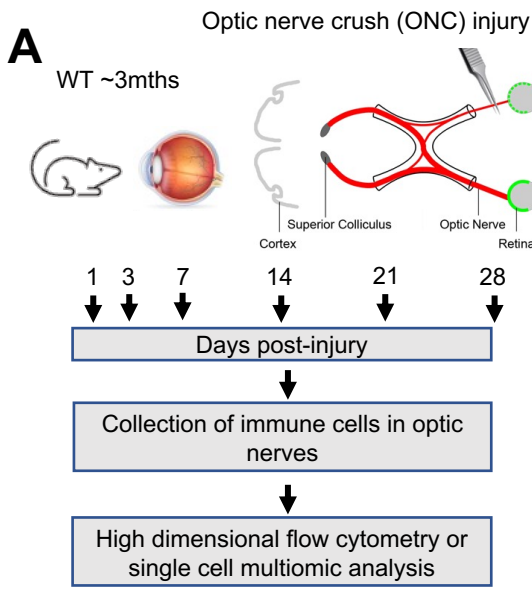 Optic nerve crush (ONC) injury
A
WT ~3mths
Superior Colliculus
Optic Nerve
Cortex
Retina
1 3 7 14 21 28
Days post-injury
Collection of immune cells in optic
nerves
High dimensional flow cytometry or
single cell multiomic analysis